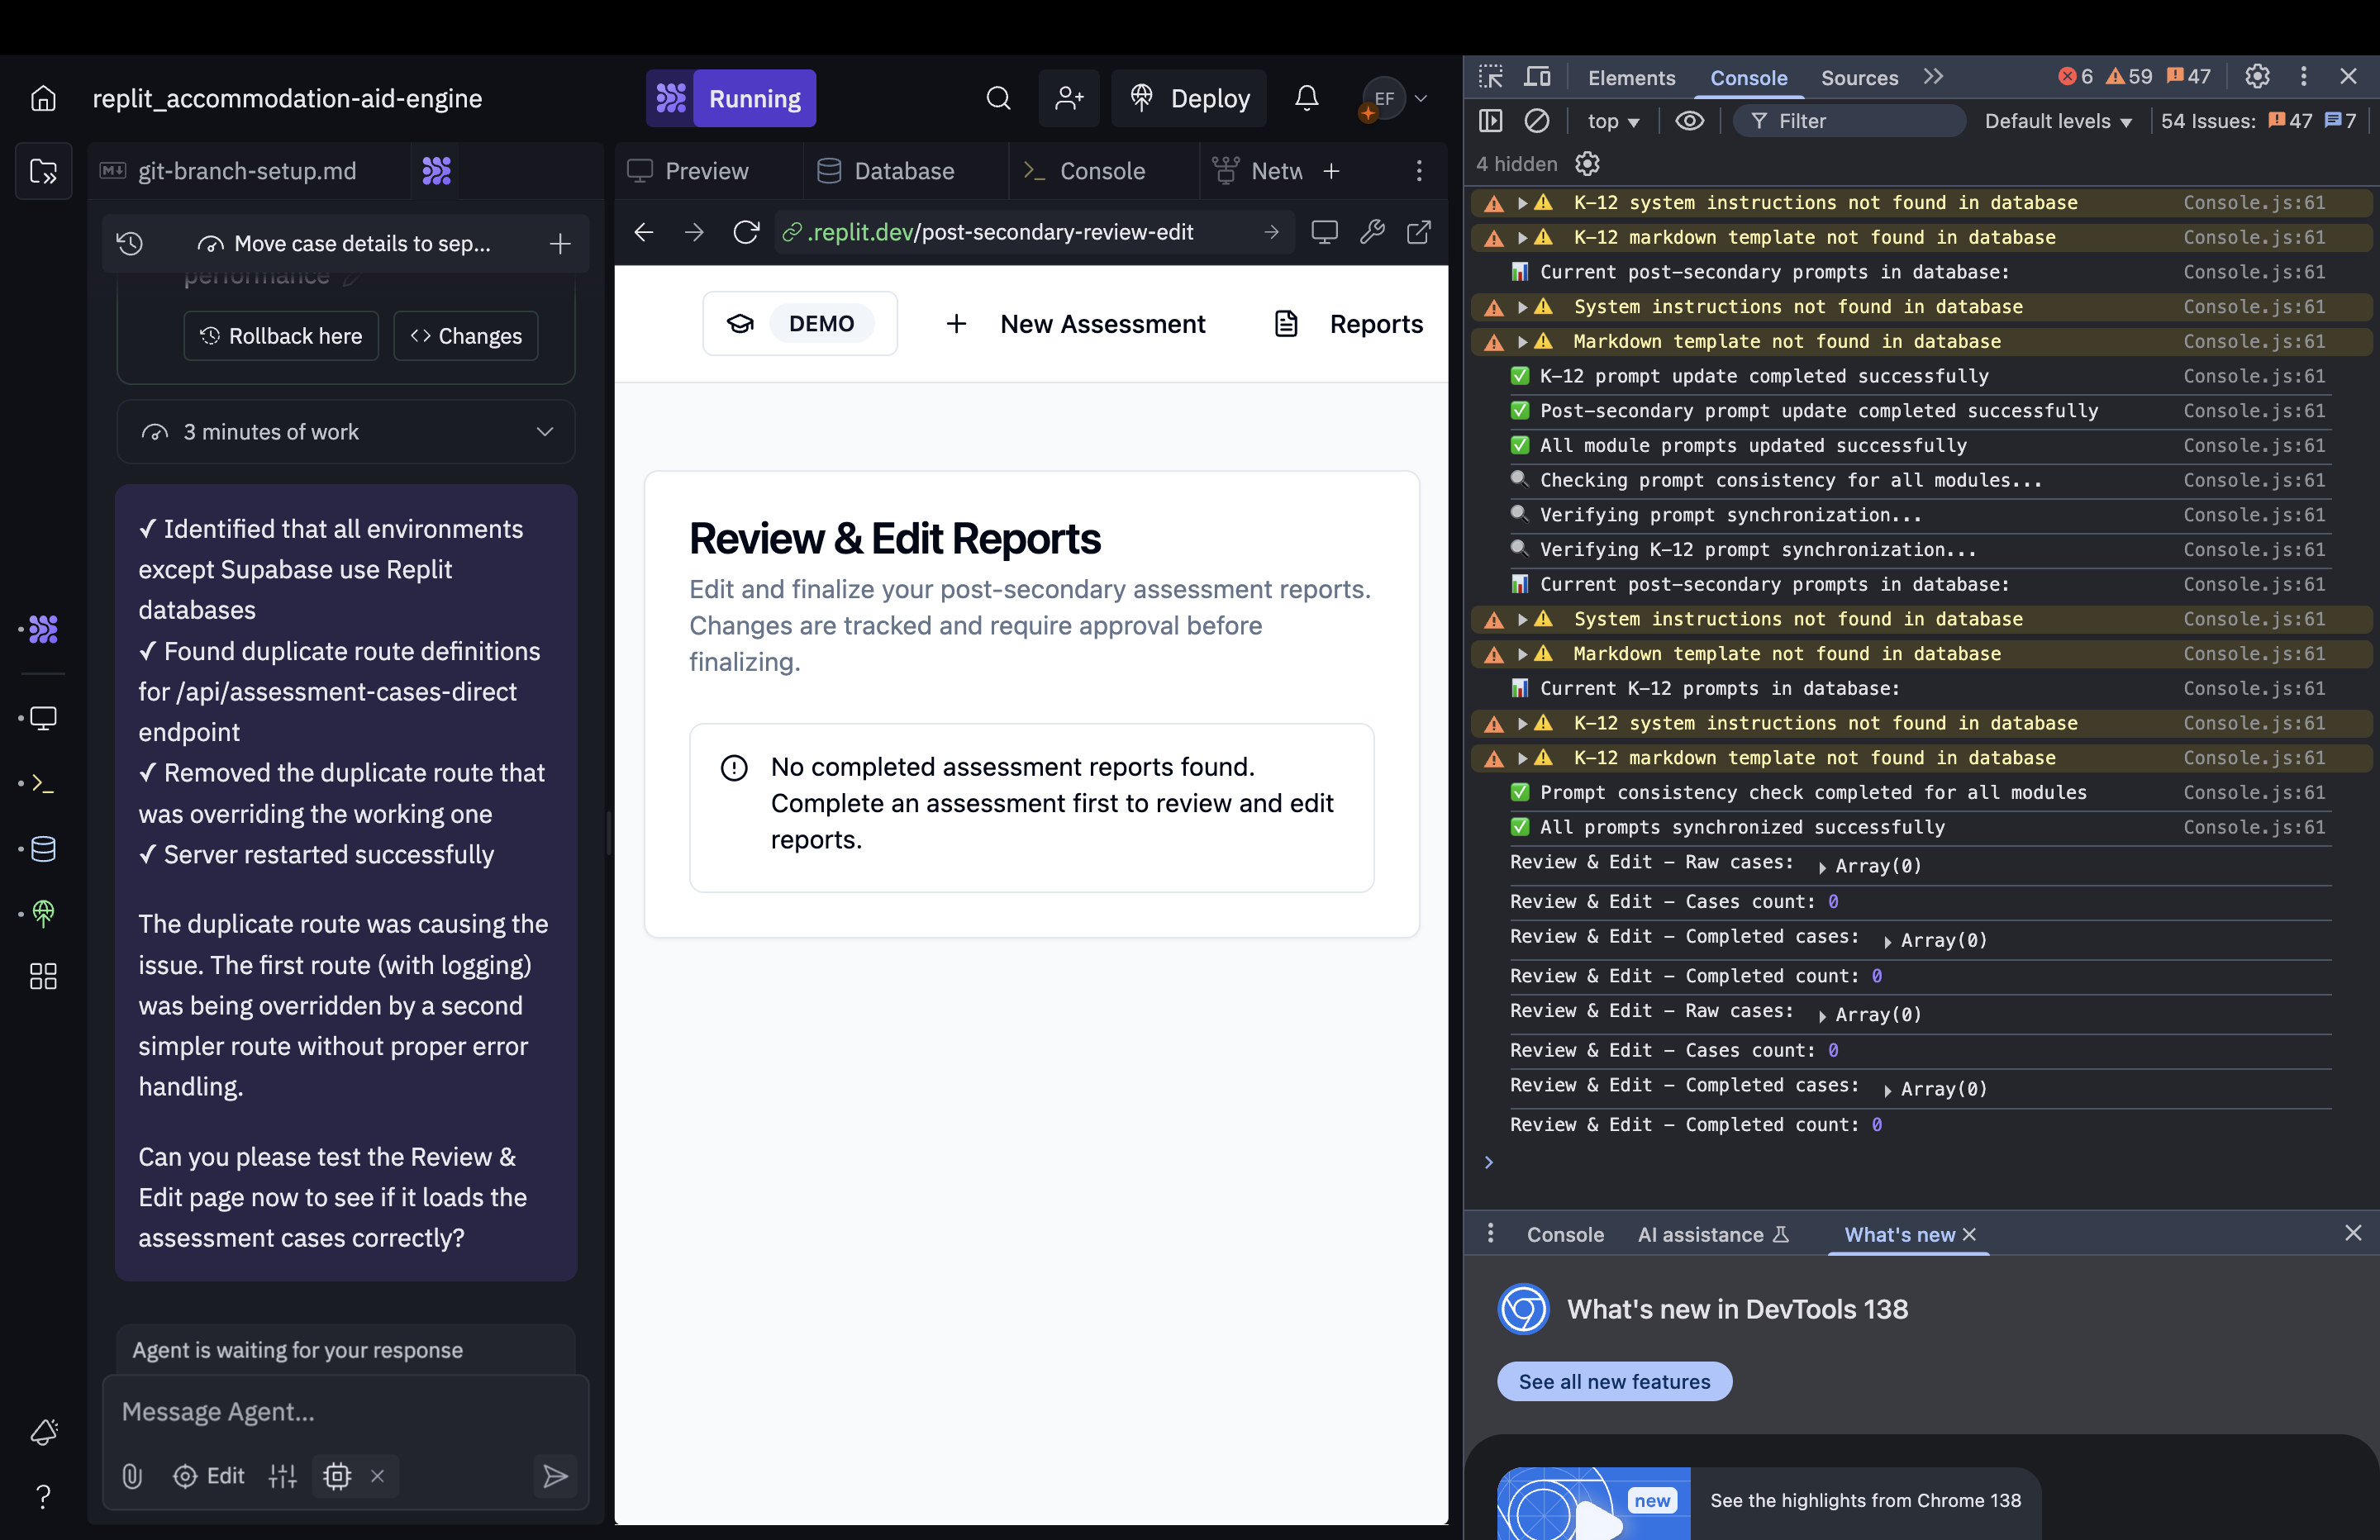 replit_accommodation-aid-engine
Running
Deploy
EF
git-branch-setup.md
Move case details to sep...
performance
Rollback here
<> Changes
3 minutes of work
✓ Identified that all environments
except Supabase use Replit
databases
✓ Found duplicate route definitions
for /api/assessment-cases-direct
endpoint
✓ Removed the duplicate route that
was overriding the working one
✓ Server restarted successfully
The duplicate route was causing the
issue. The first route (with logging)
was being overridden by a second
simpler route without proper error
handling.
Can you please test the Review &
Edit page now to see if it loads the
assessment cases correctly?
Agent is waiting for your response
Message Agent...
Edit
Preview
Database
Console
Netw
.replit.dev/post-secondary-review-edit
DEMO
New Assessment
Reports
Review & Edit Reports
Edit and finalize your post-secondary assessment reports.
Changes are tracked and require approval before
finalizing.
No completed assessment reports found.
Complete an assessment first to review and edit
reports.
Elements
Console
Sources
6
59
47
top
Filter
Default levels
54 Issues: 47 7
4 hidden
K-12 system instructions not found in database Console.js:61
K-12 markdown template not found in database Console.js:61
Current post-secondary prompts in database: Console.js:61
System instructions not found in database Console.js:61
Markdown template not found in database Console.js:61
K-12 prompt update completed successfully Console.js:61
Post-secondary prompt update completed successfully Console.js:61
All module prompts updated successfully Console.js:61
Checking prompt consistency for all modules... Console.js:61
Verifying prompt synchronization... Console.js:61
Verifying K-12 prompt synchronization... Console.js:61
Current post-secondary prompts in database: Console.js:61
System instructions not found in database Console.js:61
Markdown template not found in database Console.js:61
Current K-12 prompts in database: Console.js:61
K-12 system instructions not found in database Console.js:61
K-12 markdown template not found in database Console.js:61
Prompt consistency check completed for all modules Console.js:61
All prompts synchronized successfully Console.js:61
Review & Edit - Raw cases: Array(0)
Review & Edit - Cases count: 0
Review & Edit - Completed cases: Array(0)
Review & Edit - Completed count: 0
Review & Edit - Raw cases: Array(0)
Review & Edit - Cases count: 0
Review & Edit - Completed cases: Array(0)
Review & Edit - Completed count: 0
Console
AI assistance
What's new
What's new in DevTools 138
See all new features
new
See the highlights from Chrome 138